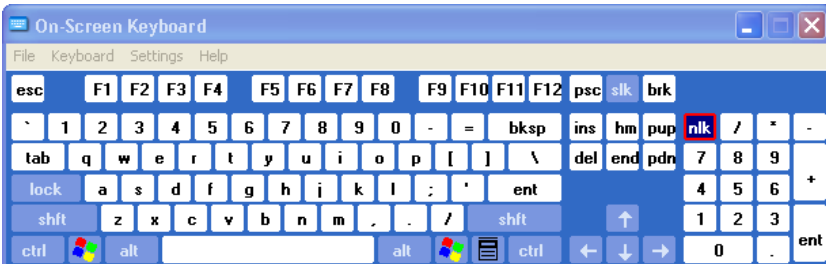 On-Screen Keyboard
File Keyboard Settings Help
esc F1 F2 F3 F4 F5 F6 F7 F8 F9 F10 F11 F12 psc slk brk
` 1 2 3 4 5 6 7 8 9 0 - = bksp ins hm pup nlk / * -
tab q w e r t y u i o p [ ] \ del end pdn 7 8 9 +
lock a s d f g h j k l ; ' ent 4 5 6
shft z x c v b n m , . / shft ↑ 1 2 3 ent
ctrl alt alt ctrl ← ↓ → 0 .